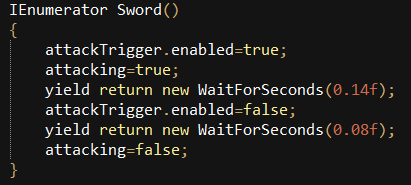 IEnumerator Sword()
{
    attackTrigger.enabled=true;
    attacking=true;
    yield return new WaitForSeconds(0.14f);
    attackTrigger.enabled=false;
    yield return new WaitForSeconds(0.08f);
    attacking=false;
}